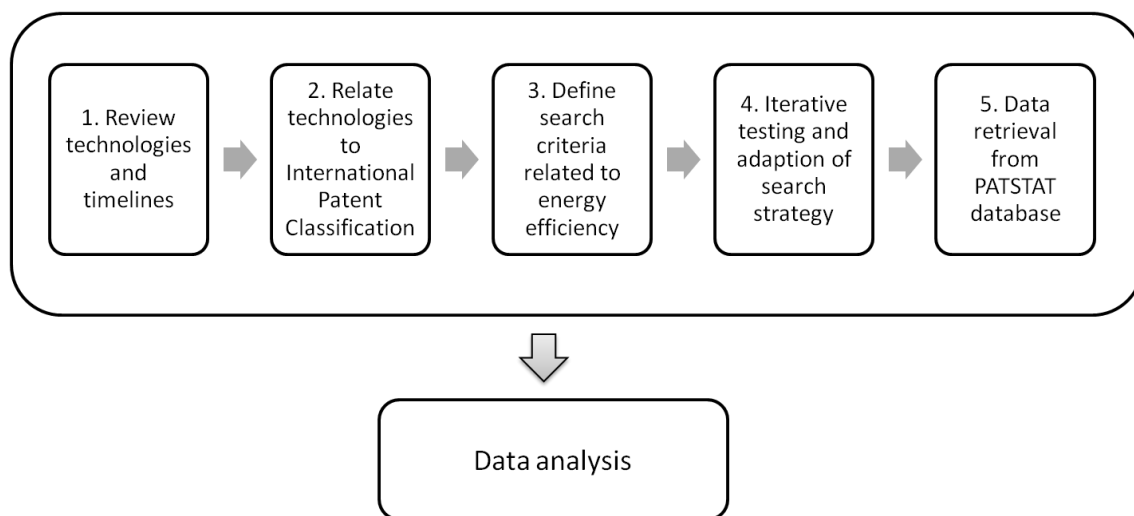 1. Review
technologies
and
timelines
2. Relate
technologies
to
International
Patent
Classification
3. Define
search
criteria
related to
energy
efficiency
4. Iterative
testing and
adaption of
search
strategy
5. Data
retrieval
from
PATSTAT
database
Data analysis